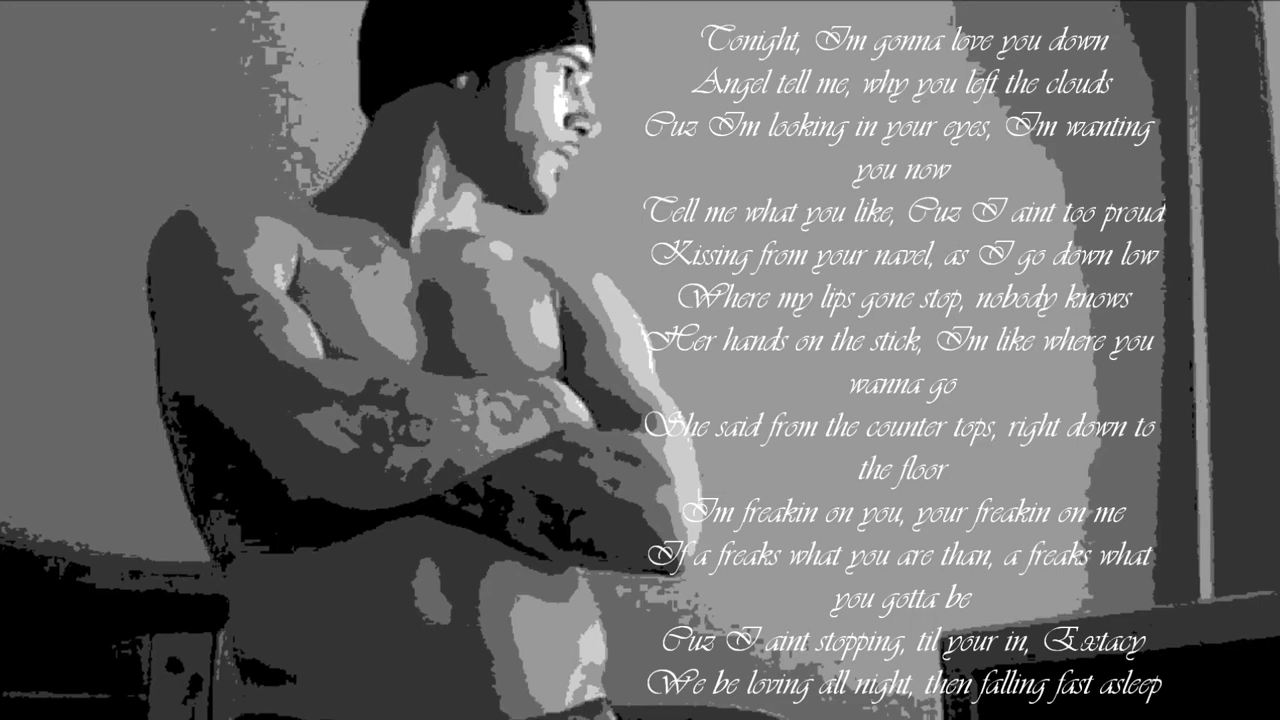 Tonight, Im gonna love you down
Angel tell me, why you left the clouds
Cuz Im looking in your eyes, Im wanting
you now
Tell me what you like, Cuz I aint too proud
Kissing from your navel, as I go down low
Where my lips gone stop, nobody knows
Her hands on the stick, Im like where you
wanna go
She said from the counter tops, right down to
the floor
Im freakin on you, your freakin on me
If a freaks what you are than, a freaks what
you gotta be
Cuz I aint stopping, til your in, Extacy
We be loving all night, then falling fast asleep